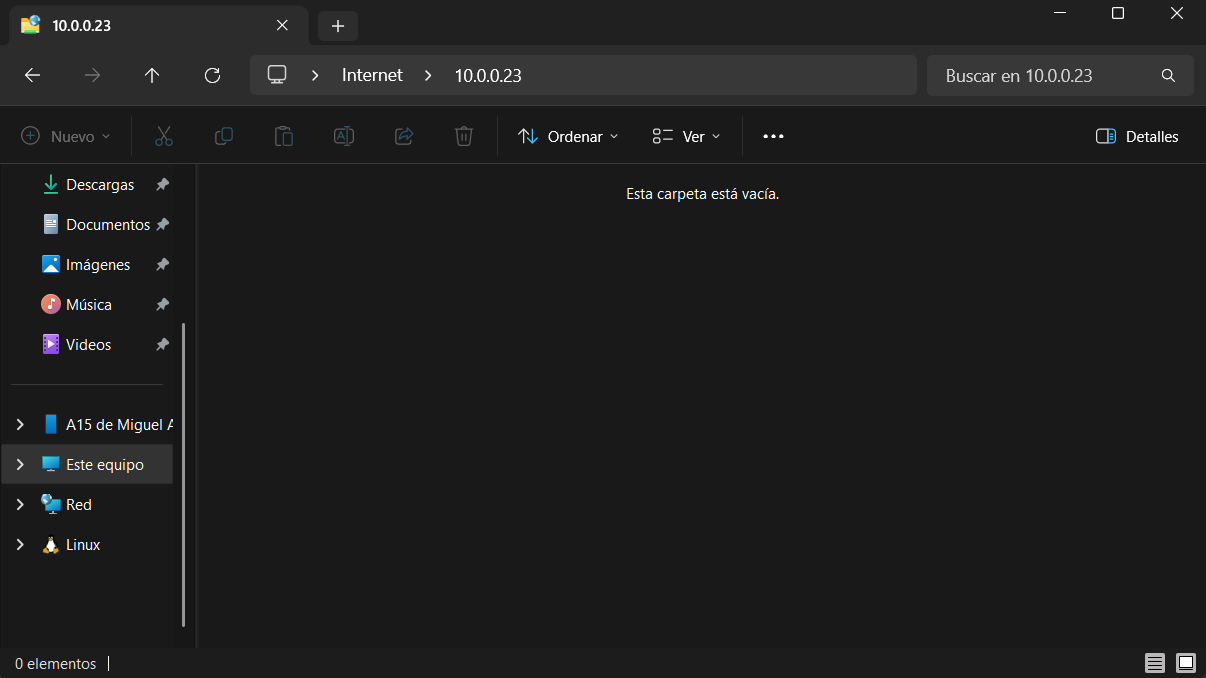 10.0.0.23
Internet 10.0.0.23
Buscar en 10.0.0.23
Nuevo
Ordenar
Ver
Detalles
Descargas
Documentos
Imágenes
Música
Videos
A15 de Miguel A
Este equipo
Red
Linux
Esta carpeta está vacía.
0 elementos